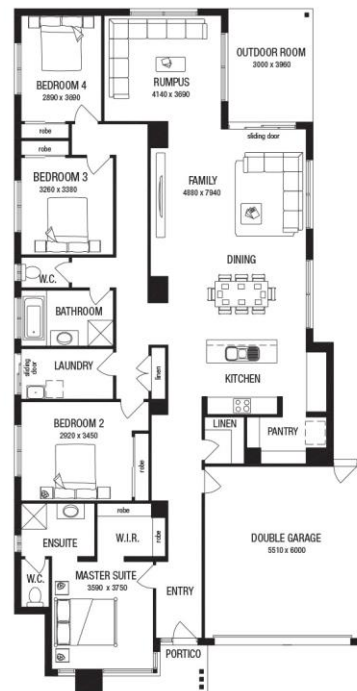 BEDROOM 4
2890 x 3690
RUMPUS
4140 x 3690
OUTDOOR ROOM
3000 x 3960
robe
robe
sliding door
BEDROOM 3
3260 x 3380
FAMILY
4880 x 7940
W.C.
DINING
BATHROOM
sliding
door
LAUNDRY
linen
KITCHEN
BEDROOM 2
2920 x 3450
robe
LINEN
PANTRY
robe
ENSUITE
W.I.R.
robe
DOUBLE GARAGE
5510 x 6000
W.C.
MASTER SUITE
3590 x 3750
ENTRY
PORTICO